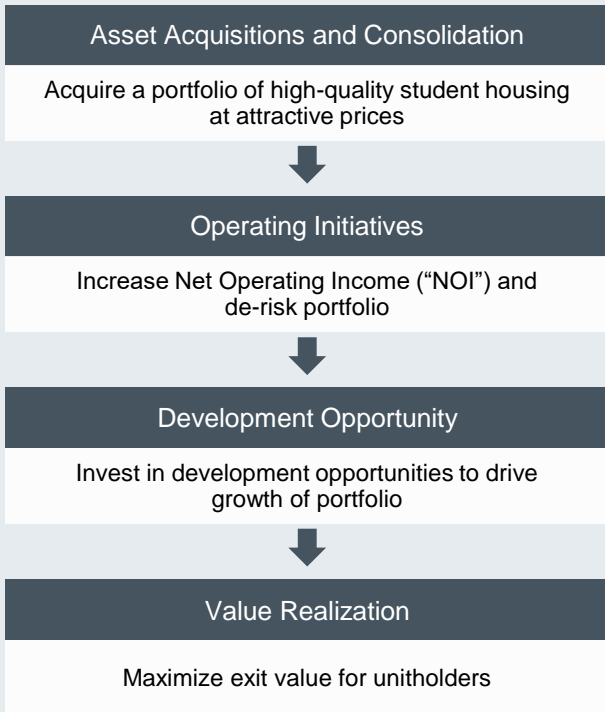 Asset Acquisitions and Consolidation
Acquire a portfolio of high-quality student housing
at attractive prices
Operating Initiatives
Increase Net Operating Income (“NOI”) and
de-risk portfolio
Development Opportunity
Invest in development opportunities to drive
growth of portfolio
Value Realization
Maximize exit value for unitholders